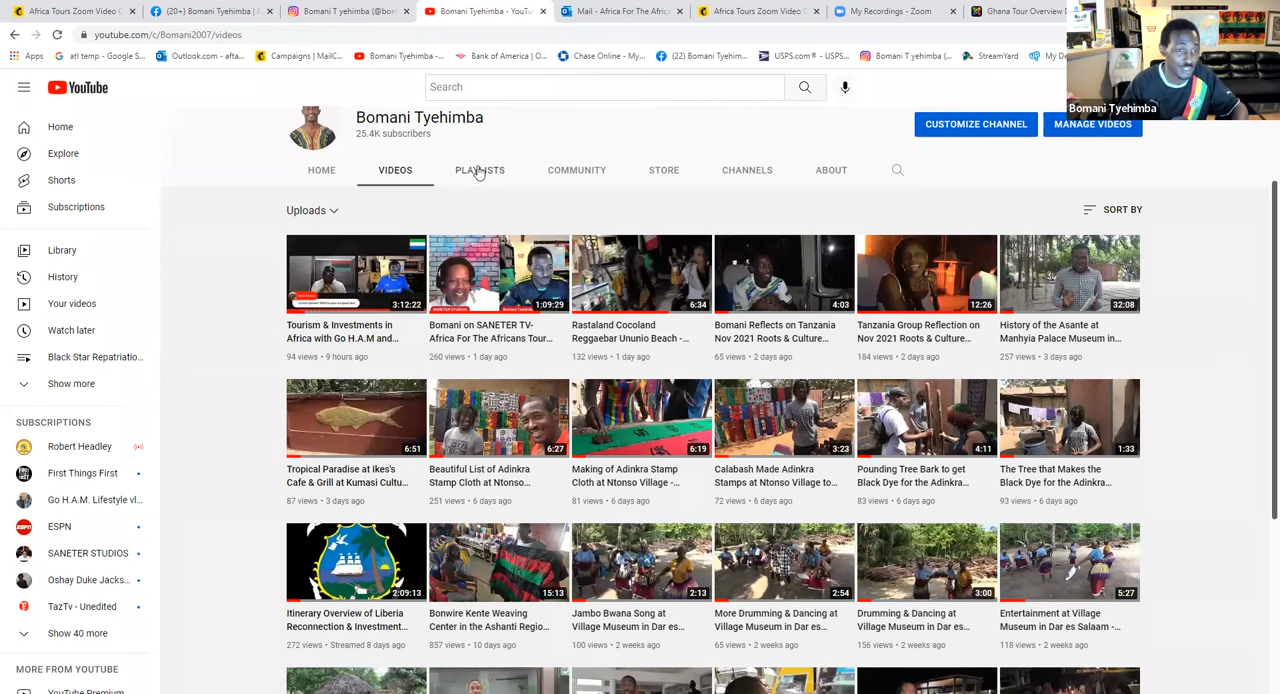 Africa Tours Zoom Video C
(20+) Bomani Tyehimba |
Bomani T yehimba (@bom
Bomani Tyehimba - YouTu
Mail - Africa For The Africa
Africa Tours Zoom Video C
My Recordings - Zoom
Ghana Tour Overview
youtube.com/c/Bomani2007/videos
Apps
atl temp - Google S...
Outlook.com - afta...
Campaigns | MailC...
Bomani Tyehimba -...
Bank of America | O...
Chase Online - My...
(22) Bomani Tyehim...
USPS.com® - USPS...
Bomani T yehimba...
StreamYard
My De
Bomani Tyehimba
YouTube
Search
Bomani Tyehimba
25.4K subscribers
CUSTOMIZE CHANNEL
MANAGE VIDEOS
HOME
VIDEOS
PLAYLISTS
COMMUNITY
STORE
CHANNELS
ABOUT
Home
Explore
Shorts
Subscriptions
Library
History
Your videos
Watch later
Black Star Repatriatio...
Show more
SUBSCRIPTIONS
Robert Headley
First Things First
Go H.A.M. Lifestyle vl...
ESPN
SANETER STUDIOS
Oshay Duke Jacks...
TazTv - Unedited
Show 40 more
MORE FROM YOUTUBE
YouTube Premium
Uploads
SORT BY
3:12:22
Tourism & Investments in
Africa with Go H.A.M and...
94 views • 9 hours ago
SANETER STUDIOS
1:09:29
Bomani on SANETER TV-
Africa For The Africans Tour...
260 views • 1 day ago
6:34
Rastaland Cocoland
Reggaebar Ununio Beach -...
132 views • 1 day ago
4:03
Bomani Reflects on Tanzania
Nov 2021 Roots & Culture...
65 views • 2 days ago
12:26
Tanzania Group Reflection on
Nov 2021 Roots & Culture...
184 views • 2 days ago
32:08
History of the Asante at
Manhyia Palace Museum in...
257 views • 3 days ago
6:51
Tropical Paradise at Ikes's
Cafe & Grill at Kumasi Cultu...
87 views • 3 days ago
6:27
Beautiful List of Adinkra
Stamp Cloth at Ntonso...
251 views • 6 days ago
6:19
Making of Adinkra Stamp
Cloth at Ntonso Village -...
81 views • 6 days ago
3:23
Calabash Made Adinkra
Stamps at Ntonso Village to...
72 views • 6 days ago
4:11
Pounding Tree Bark to get
Black Dye for the Adinkra...
83 views • 6 days ago
1:33
The Tree that Makes the
Black Dye for the Adinkra...
93 views • 6 days ago
2:09:13
Itinerary Overview of Liberia
Reconnection & Investment...
272 views • Streamed 8 days ago
15:13
Bonwire Kente Weaving
Center in the Ashanti Regio...
857 views • 10 days ago
2:13
Jambo Bwana Song at
Village Museum in Dar es...
100 views • 2 weeks ago
2:54
More Drumming & Dancing at
Village Museum in Dar es...
65 views • 2 weeks ago
3:00
Drumming & Dancing at
Village Museum in Dar es...
156 views • 2 weeks ago
5:27
Entertainment at Village
Museum in Dar es Salaam -...
118 views • 2 weeks ago